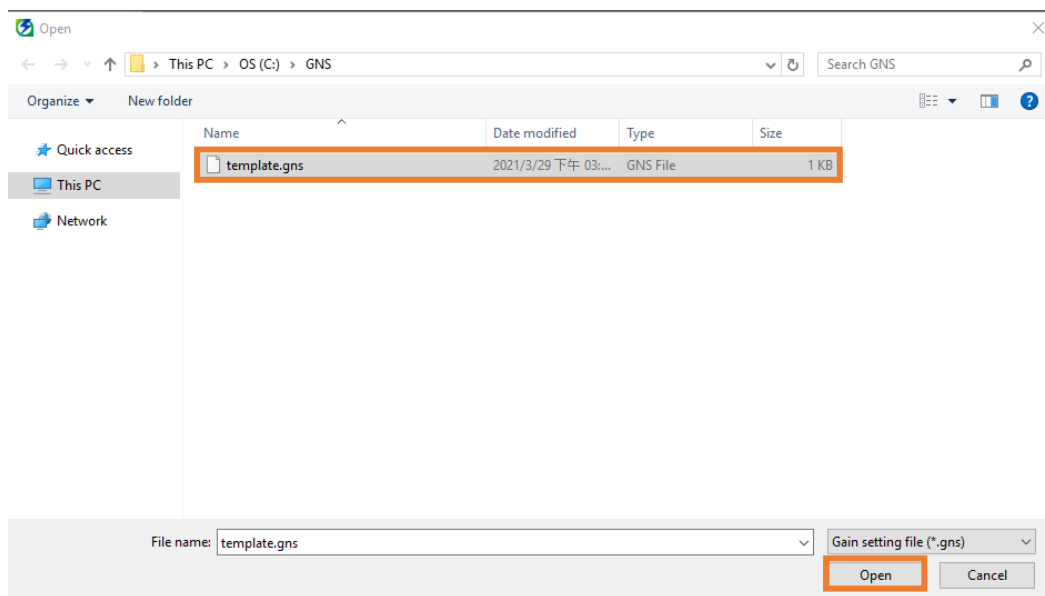 Open
This PC > OS (C:) > GNS
Search GNS
Organize
New folder
Name Date modified Type Size
Quick access
template.gns 2021/3/29 下午 03:... GNS File 1 KB
This PC
Network
File name: template.gns
Gain setting file (*.gns)
Open Cancel